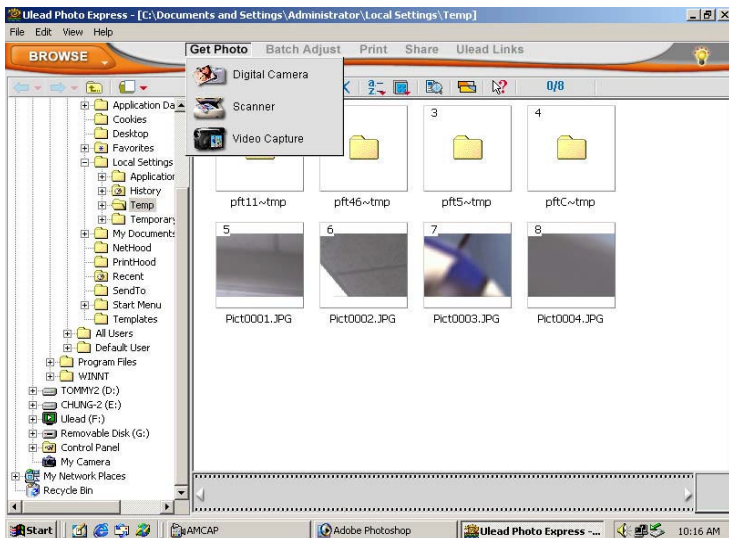 Ulead Photo Express - [C:\Documents and Settings\Administrator\Local Settings\Temp]
File Edit View Help
BROWSE
Get Photo Batch Adjust Print Share Ulead Links
Digital Camera
Scanner
Video Capture
0/8
Application Da
Cookies
Desktop
Favorites
Local Settings
Application
History
Temp
Temporary
My Documents
NetHood
PrintHood
Recent
SendTo
Start Menu
Templates
All Users
Default User
Program Files
WINNT
TOMMY2 (D:)
CHUNG-2 (E:)
Ulead (F:)
Removable Disk (G:)
Control Panel
My Camera
My Network Places
Recycle Bin
3 4
pft11~tmp pft46~tmp pft5~tmp pftC~tmp
5 6 7 8
Pict0001.JPG Pict0002.JPG Pict0003.JPG Pict0004.JPG
Start AMCAP Adobe Photoshop Ulead Photo Express -... 10:16 AM